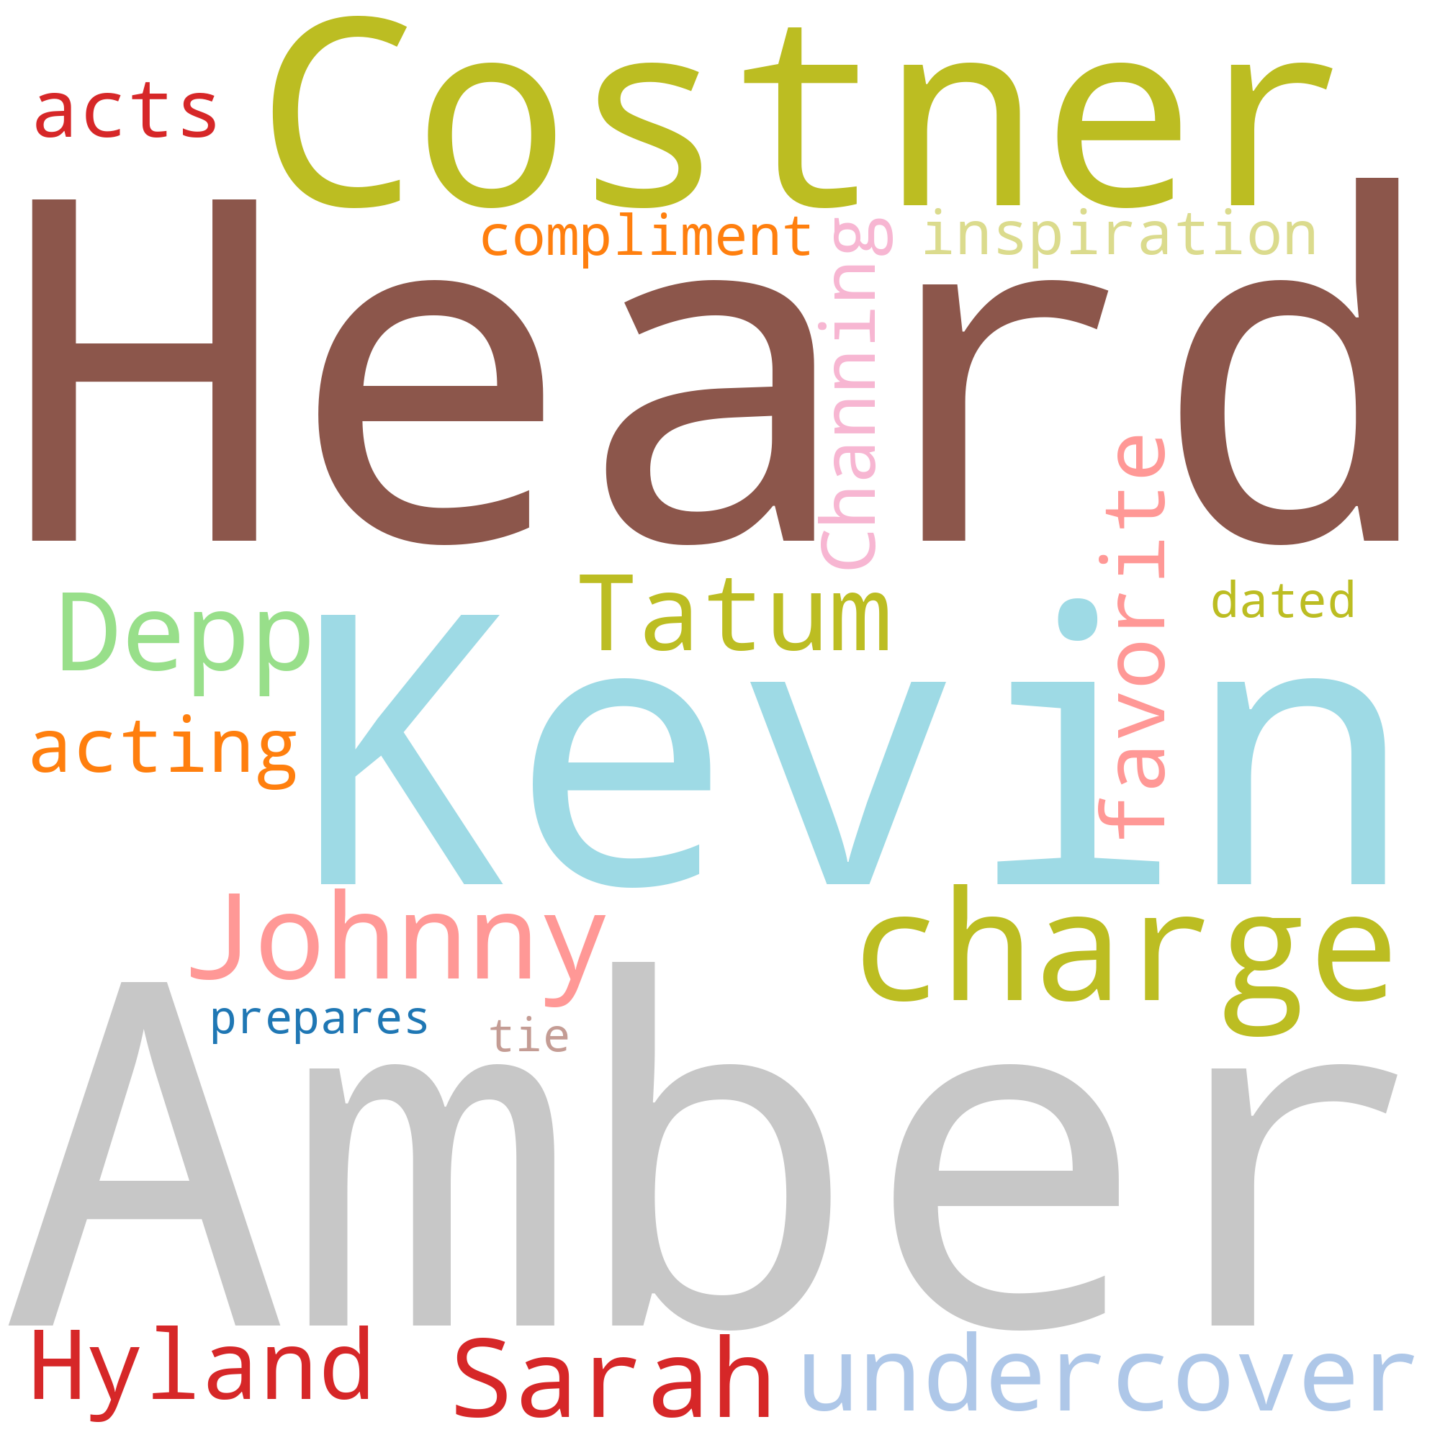 Costner
acts
compliment
inspiration
Channing
Heard
favorite
Tatum
dated
Depp
Kevin
acting
Johnny
charge
prepares
tie
Amber
Hyland
Sarah
undercover